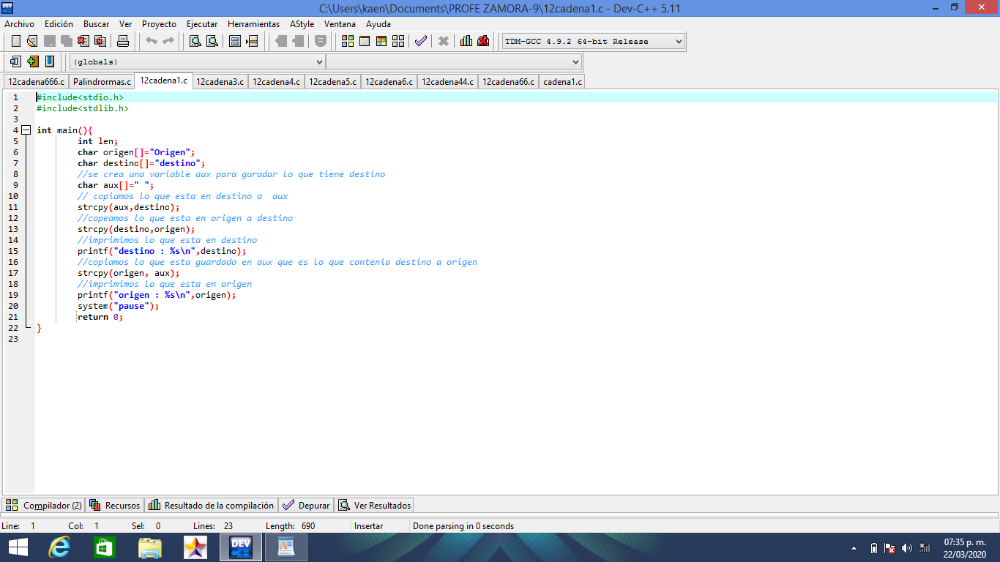 C:\Users\kaen\Documents\PROFE ZAMORA-9\12cadena1.c - Dev-C++ 5.11
Archivo Edición Buscar Ver Proyecto Ejecutar Herramientas AStyle Ventana Ayuda
TDM-GCC 4.9.2 64-bit Release
(globals)
12cadena666.c Palindrormas.c 12cadena1.c 12cadena3.c 12cadena4.c 12cadena5.c 12cadena6.c 12cadena44.c 12cadena66.c cadena1.c
1 #include<stdio.h>
2 #include<stdlib.h>
3
4 int main(){
5 int len;
6 char origen[]="Origen";
7 char destino[]="destino";
8 //se crea una variable aux para guradar lo que tiene destino
9 char aux[]=" ";
10 // copiamos lo que esta en destino a  aux
11 strcpy(aux,destino);
12 //copeamos lo que esta en origen a destino
13 strcpy(destino,origen);
14 //imprimimos lo que esta en destino
15 printf("destino : %s\n",destino);
16 //copiamos lo que esta guardado en aux que es lo que contenia destino a origen
17 strcpy(origen, aux);
18 //imprimimos lo que esta en origen
19 printf("origen : %s\n",origen);
20 system("pause");
21 return 0;
22 }
23
Compilador (2) Recursos Resultado de la compilación Depurar Ver Resultados
Line: 1 Col: 1 Sel: 0 Lines: 23 Length: 690 Insertar Done parsing in 0 seconds
DEV C++
07:35 p. m.
22/03/2020